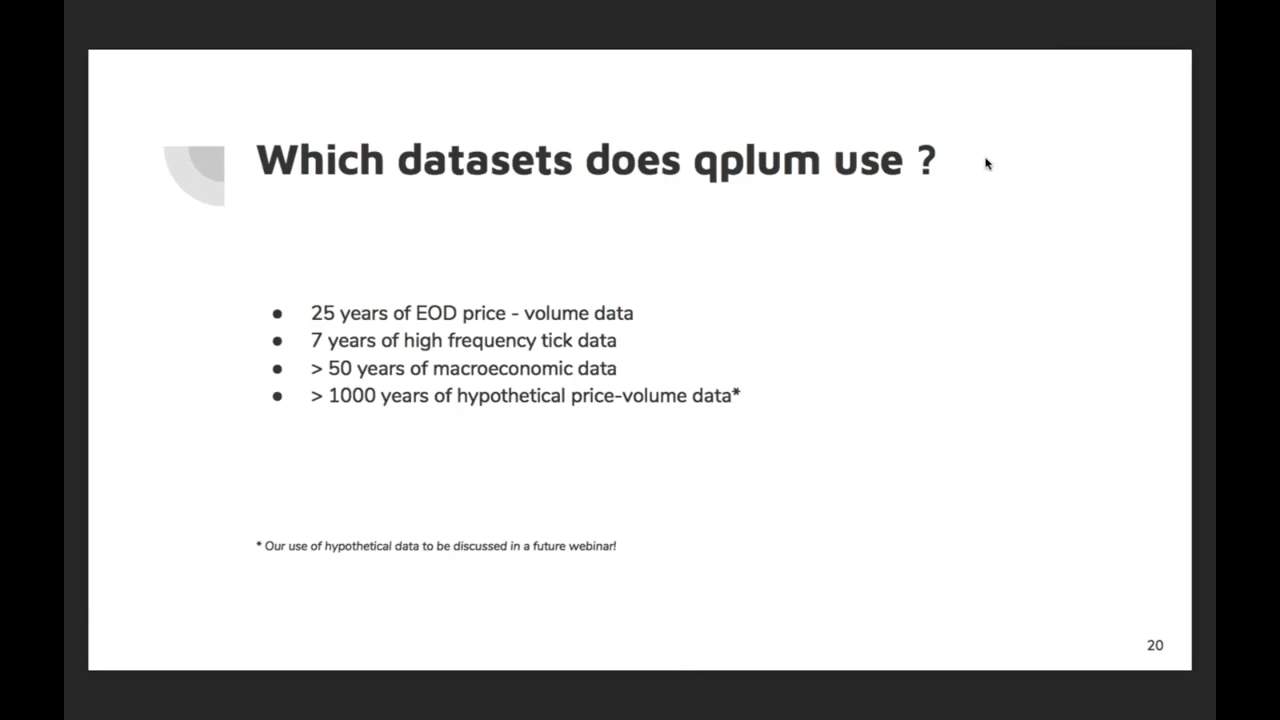 Which datasets does qplum use ?
● 25 years of EOD price - volume data
● 7 years of high frequency tick data
● > 50 years of macroeconomic data
● > 1000 years of hypothetical price-volume data*
* Our use of hypothetical data to be discussed in a future webinar!
20